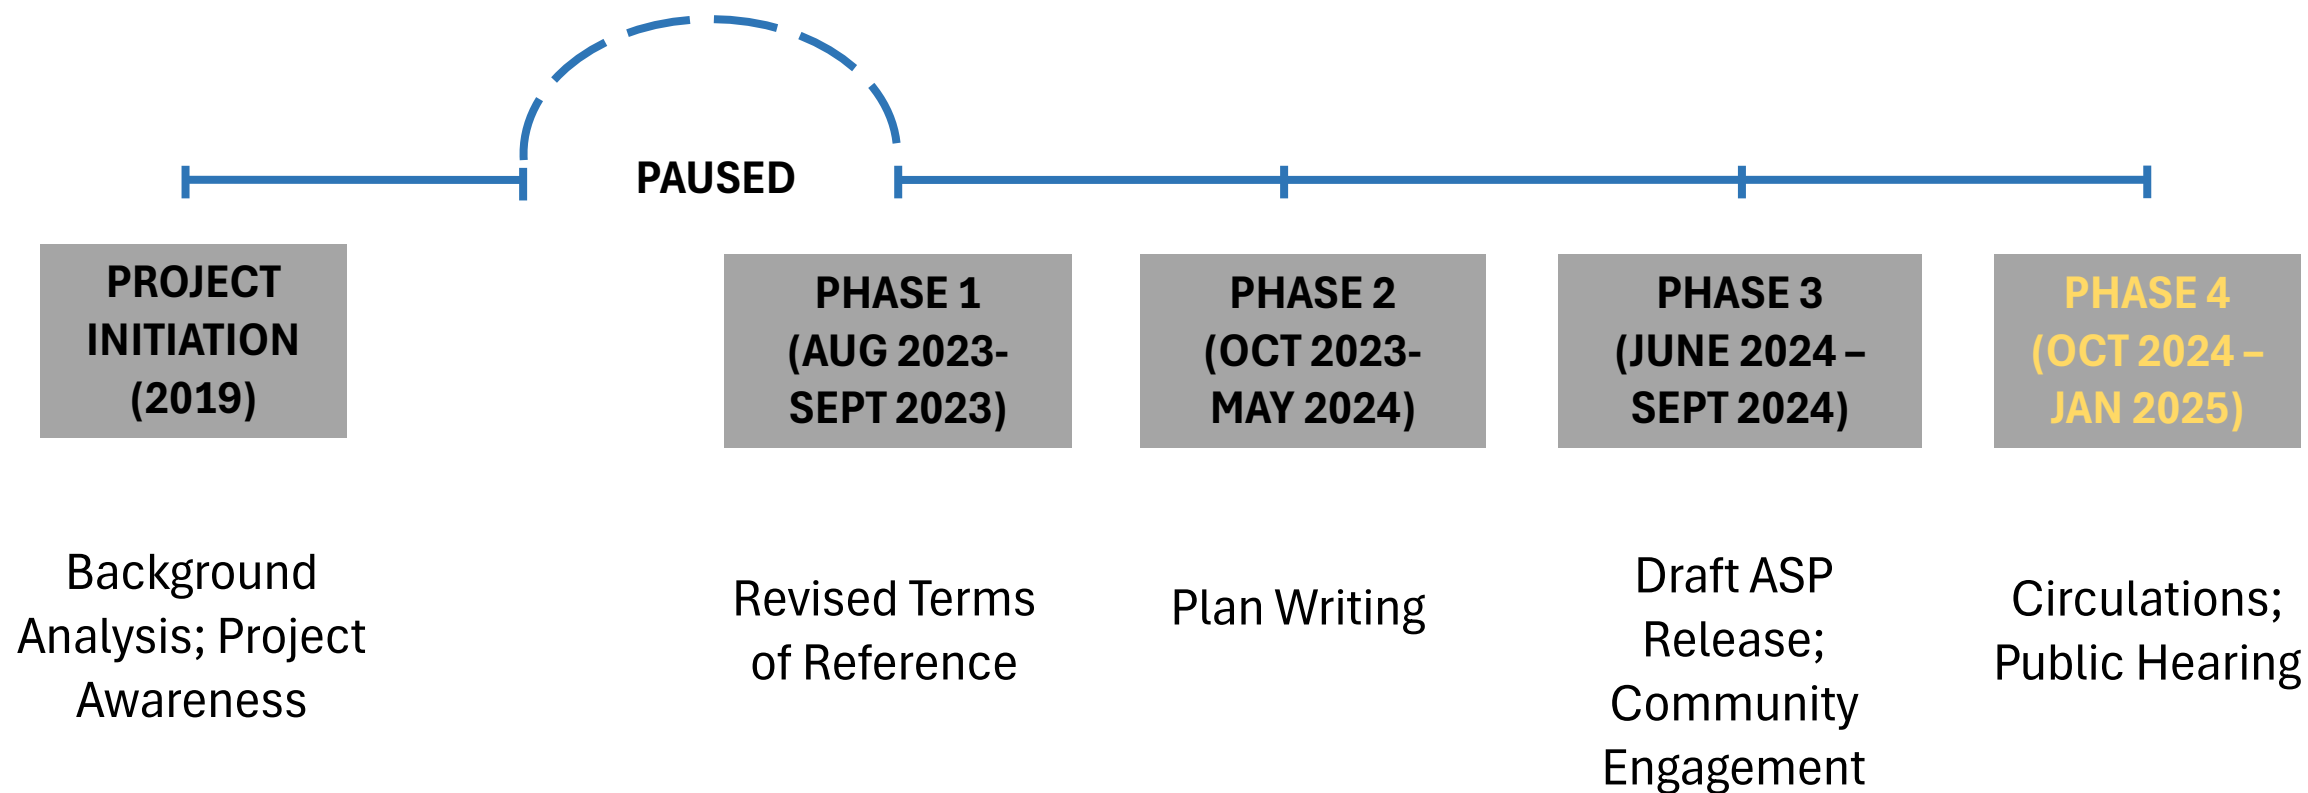 PAUSED
PROJECT
INITIATION
(2019)
PHASE 1
(AUG 2023-
SEPT 2023)
PHASE 2
(OCT 2023-
MAY 2024)
PHASE 3
(JUNE 2024 –
SEPT 2024)
PHASE 4
(OCT 2024 –
JAN 2025)
Background
Analysis; Project
Awareness
Revised Terms
of Reference
Plan Writing
Draft ASP
Release;
Community
Engagement
Circulations;
Public Hearing